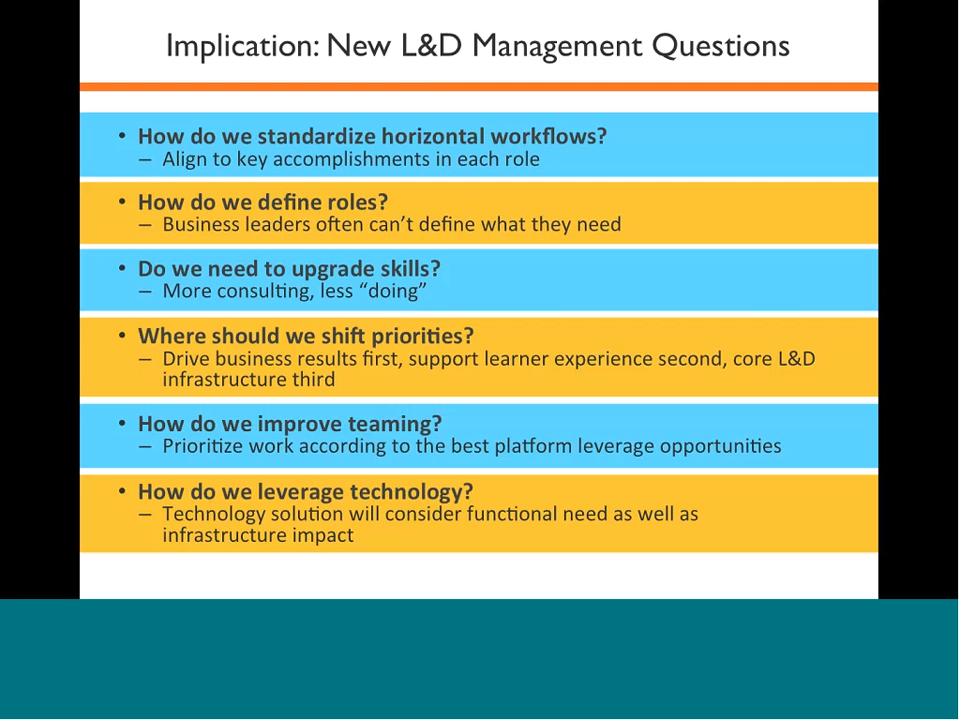 Implication: New L&D Management Questions
• How do we standardize horizontal workflows?
– Align to key accomplishments in each role
• How do we define roles?
– Business leaders often can’t define what they need
• Do we need to upgrade skills?
– More consulting, less “doing”
• Where should we shift priorities?
– Drive business results first, support learner experience second, core L&D
infrastructure third
• How do we improve teaming?
– Prioritize work according to the best platform leverage opportunities
• How do we leverage technology?
– Technology solution will consider functional need as well as
infrastructure impact